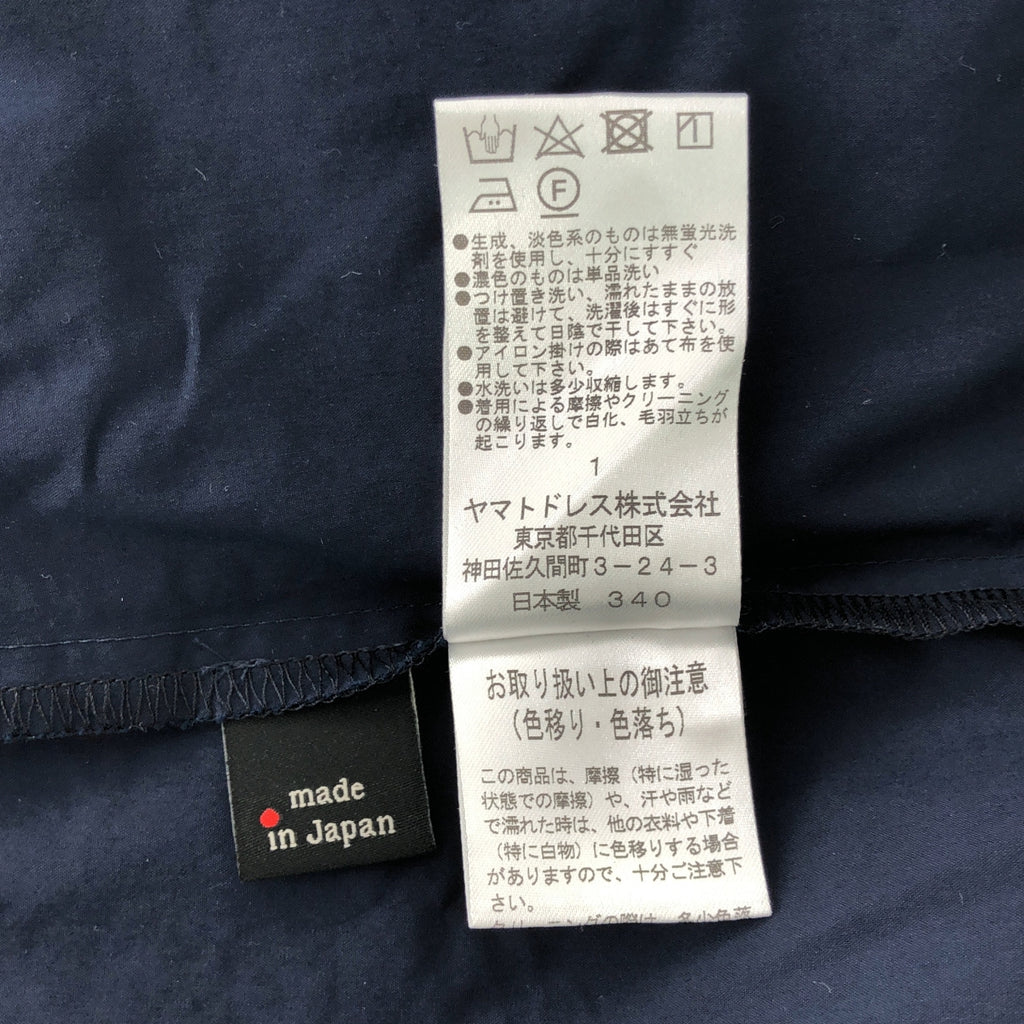 F
●生成、淡色系のものは無蛍光洗
剤を使用し、十分にすすぐ
●濃色のものは単品洗い
●つけ置き洗い、濡れたままの放
置は避けて、洗濯後はすぐに形
を整えて日陰で干して下さい。
●アイロン掛けの際はあて布を使
用して下さい。
●水洗いは多少収縮します。
●着用による摩擦やクリーニング
の繰り返しで白化、毛羽立ちが
起こります。
1
ヤマトドレス株式会社
東京都千代田区
神田佐久間町3-24-3
日本製 340
お取り扱い上の御注意
(色移り・色落ち)
この商品は、摩擦(特に湿った
状態での摩擦)や、汗や雨など
で濡れた時は、他の衣料や下着
(特に白物)に色移りする場合
がありますので、十分ご注意下
さい。
クリーニングの際は、多少色落
made
in Japan